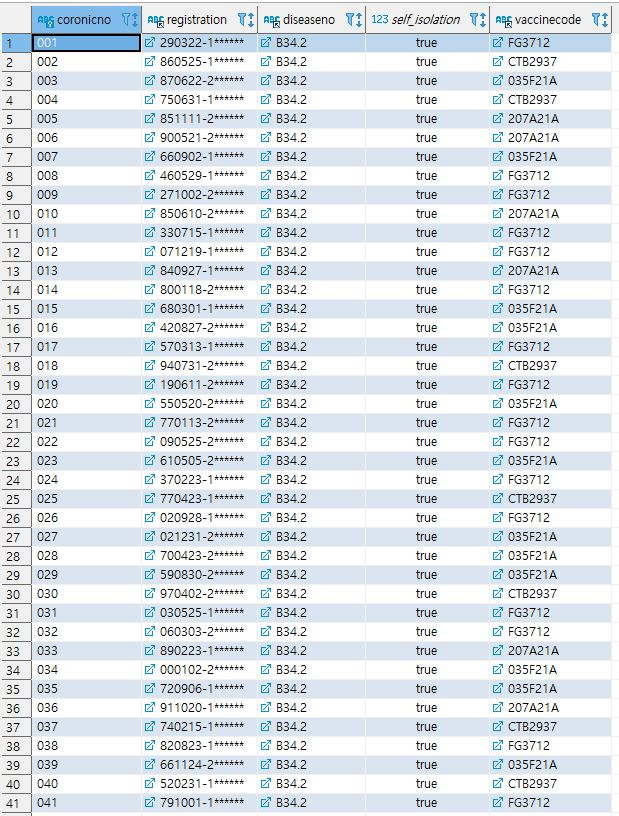 coronicno registration diseaseno 123 self_isolation vaccinecode
1 001 290322-1****** B34.2 true FG3712
2 002 860525-1****** B34.2 true CTB2937
3 003 870622-2****** B34.2 true 035F21A
4 004 750631-1****** B34.2 true CTB2937
5 005 851111-2****** B34.2 true 207A21A
6 006 900521-2****** B34.2 true 207A21A
7 007 660902-1****** B34.2 true 035F21A
8 008 460529-1****** B34.2 true FG3712
9 009 271002-2****** B34.2 true FG3712
10 010 850610-2****** B34.2 true 207A21A
11 011 330715-1****** B34.2 true FG3712
12 012 071219-1****** B34.2 true FG3712
13 013 840927-1****** B34.2 true 207A21A
14 014 800118-2****** B34.2 true FG3712
15 015 680301-1****** B34.2 true 035F21A
16 016 420827-2****** B34.2 true 035F21A
17 017 570313-1****** B34.2 true FG3712
18 018 940731-2****** B34.2 true CTB2937
19 019 190611-2****** B34.2 true FG3712
20 020 550520-2****** B34.2 true 035F21A
21 021 770113-2****** B34.2 true FG3712
22 022 090525-2****** B34.2 true FG3712
23 023 610505-2****** B34.2 true 035F21A
24 024 370223-1****** B34.2 true FG3712
25 025 770423-1****** B34.2 true CTB2937
26 026 020928-1****** B34.2 true FG3712
27 027 021231-2****** B34.2 true 035F21A
28 028 700423-2****** B34.2 true 035F21A
29 029 590830-2****** B34.2 true 035F21A
30 030 970402-2****** B34.2 true CTB2937
31 031 030525-1****** B34.2 true FG3712
32 032 060303-2****** B34.2 true FG3712
33 033 890223-1****** B34.2 true 207A21A
34 034 000102-2****** B34.2 true 035F21A
35 035 720906-1****** B34.2 true 035F21A
36 036 911020-1****** B34.2 true 207A21A
37 037 740215-1****** B34.2 true CTB2937
38 038 820823-1****** B34.2 true FG3712
39 039 661124-2****** B34.2 true 035F21A
40 040 520231-1****** B34.2 true CTB2937
41 041 791001-1****** B34.2 true FG3712